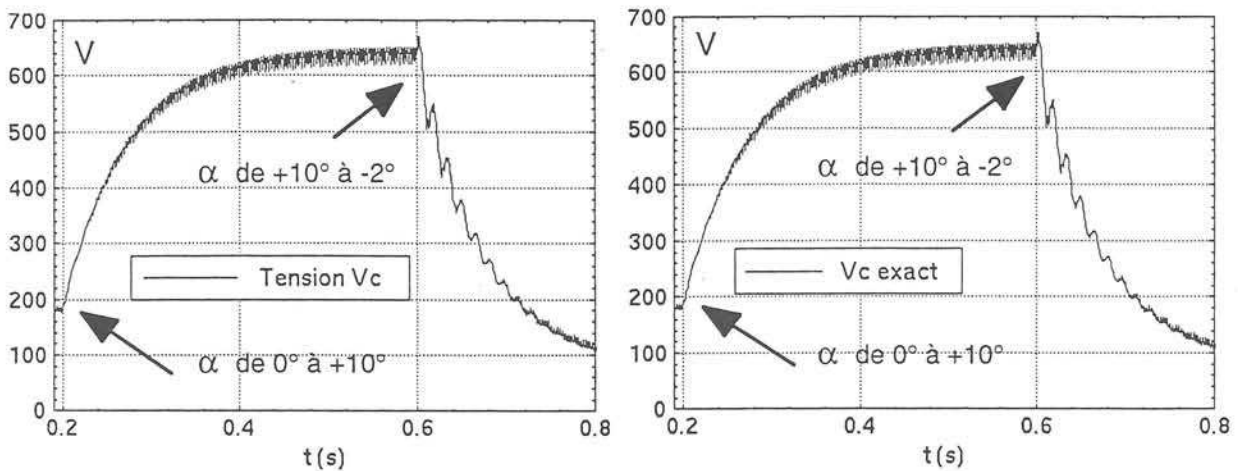 700
V
600
500
400
300
200
100
0
α de +10° à -2°
Tension Vc
α de 0° à +10°
0.2 0.4 0.6 0.8
t(s)
700
V
600
500
400
300
200
100
0
α de +10° à -2°
Vc exact
α de 0° à +10°
0.2 0.4 0.6 0.8
t(s)